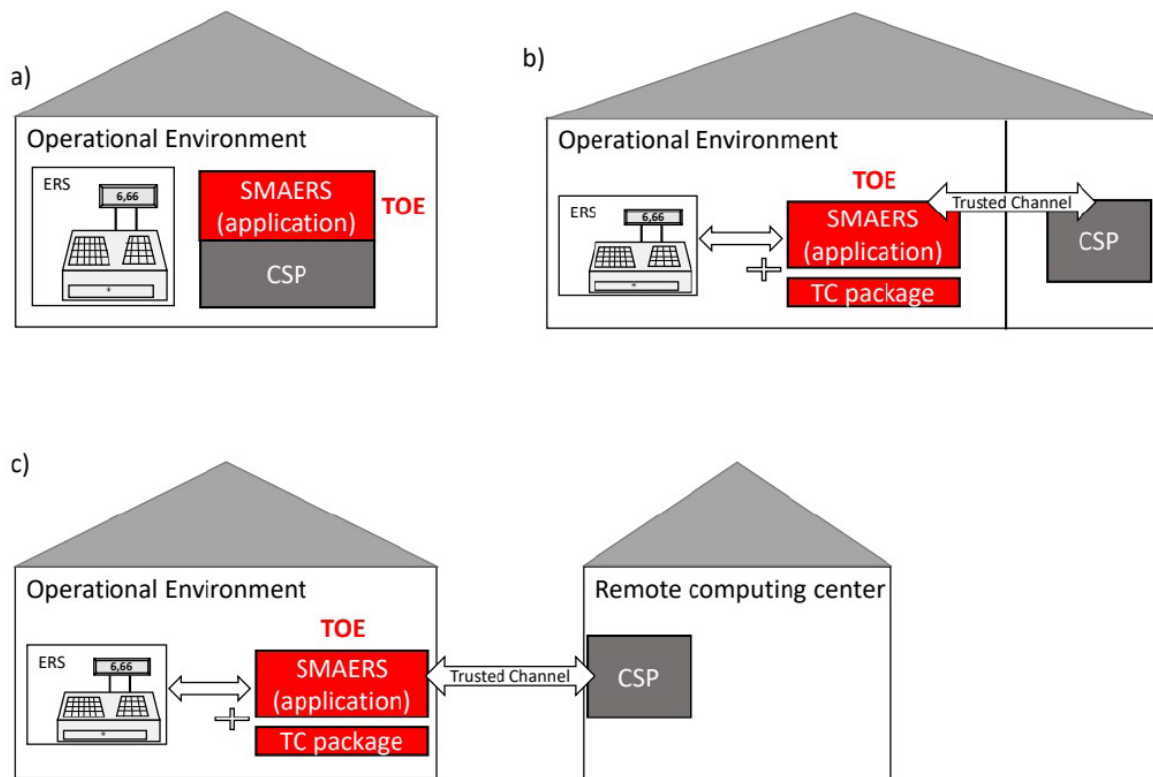 a)
Operational Environment
ERS
6,66
SMAERS
(application)
TOE
CSP
b)
Operational Environment
ERS
6,66
TOE
SMAERS
(application)
TC package
Trusted Channel
CSP
c)
Operational Environment
ERS
6,66
TOE
SMAERS
(application)
TC package
Trusted Channel
Remote computing center
CSP